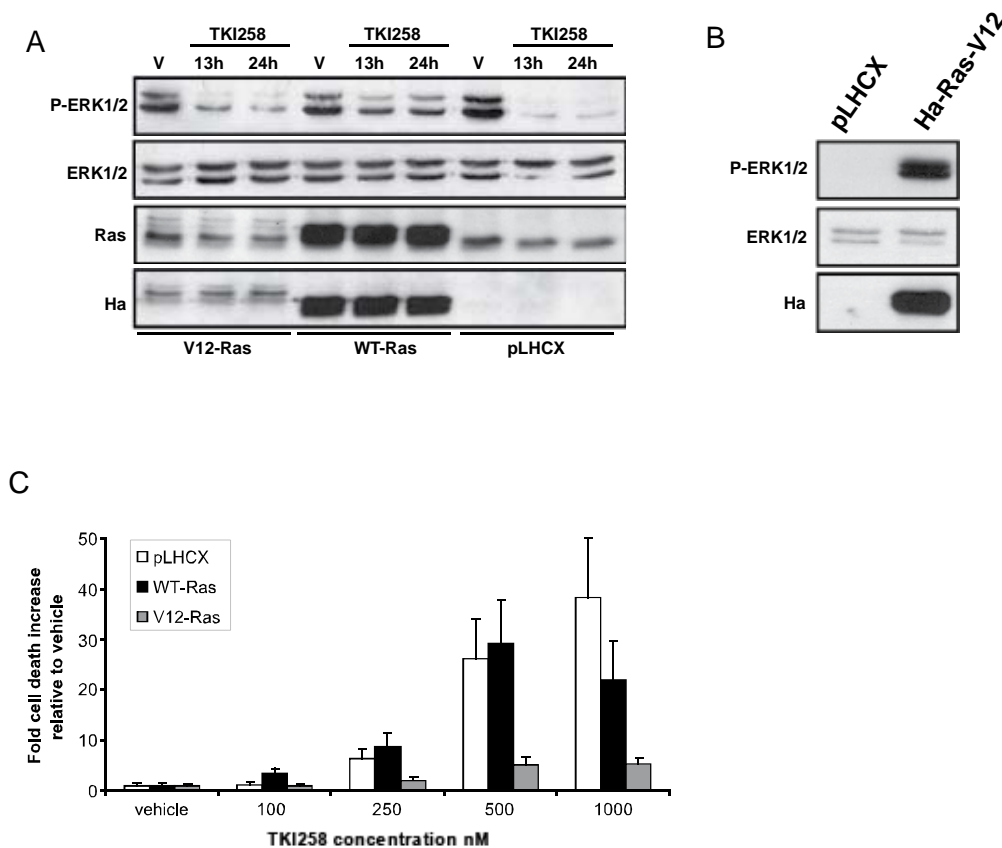 A
TKI258 TKI258 TKI258
V 13h 24h V 13h 24h V 13h 24h
P-ERK1/2
ERK1/2
Ras
Ha
V12-Ras WT-Ras pLHCX
B
pLHCX Ha-Ras-V12
P-ERK1/2
ERK1/2
Ha
C
Fold cell death increase
relative to vehicle
50
40
30
20
10
0
pLHCX
WT-Ras
V12-Ras
vehicle 100 250 500 1000
TKI258 concentration nM